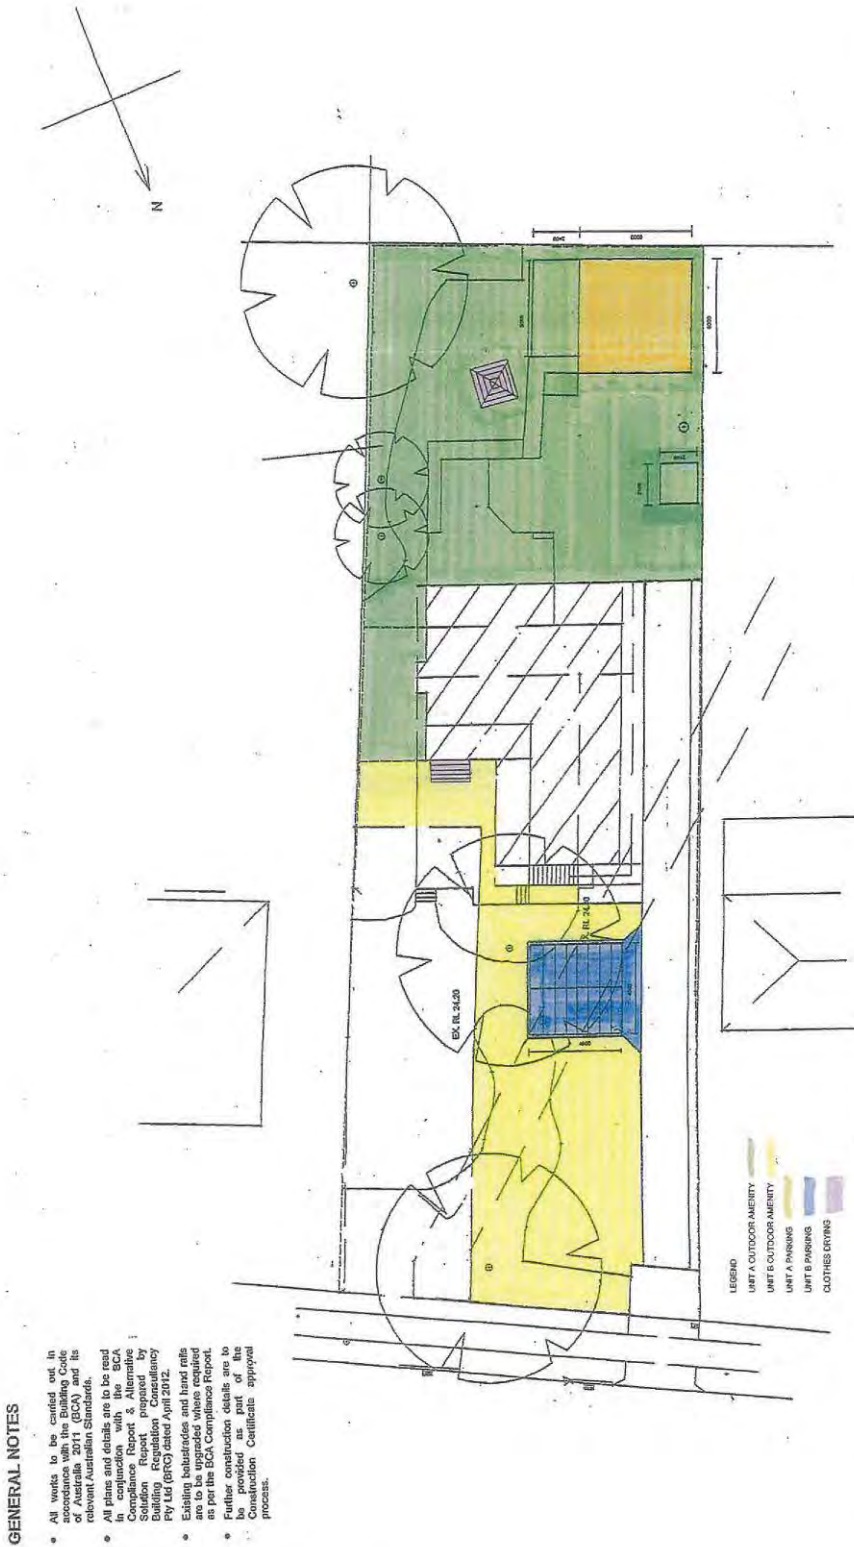 GENERAL NOTES
• All works to be carried out in
accordance with the Building Code
of Australia 2011 (BCA) and its
relevant Australian Standards.
• All plans and details are to be read
in conjunction with the BCA
Compliance Report & Alternative
Solution Report prepared by
Building Regulation Consultancy
Pty Ltd (BRC) dated April 2012.
• Existing balustrades and hand rails
are to be upgraded where required
as per the BCA Compliance Report.
• Further construction details are to
be provided as part of the
Construction Certificate approval
process.
N
EX. RL 24.20
LEGEND
UNIT A OUTDOOR AMENITY
UNIT B OUTDOOR AMENITY
UNIT A PARKING
UNIT B PARKING
CLOTHES DRYING